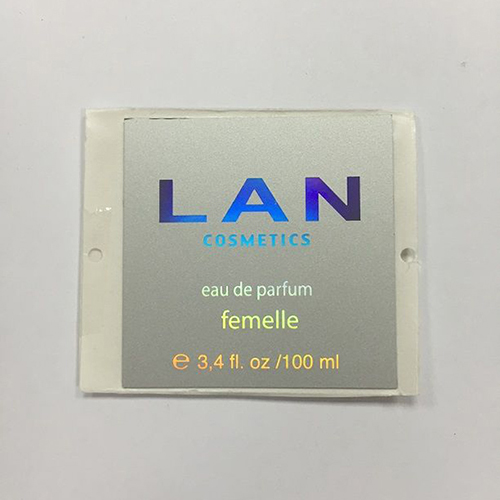 LAN
COSMETICS
eau de parfum
femelle
℮ 3,4 fl. oz /100 ml